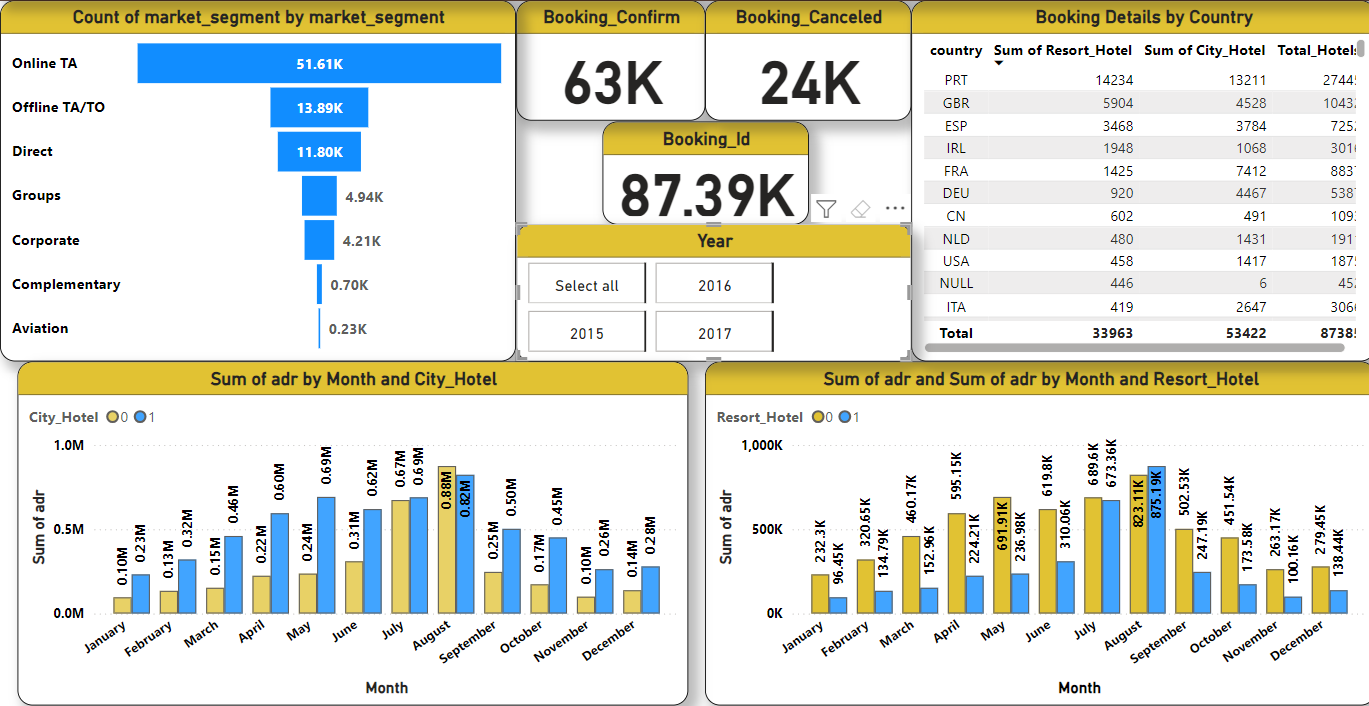 Count of market_segment by market_segment
Online TA 51.61K
Offline TA/TO 13.89K
Direct 11.80K
Groups 4.94K
Corporate 4.21K
Complementary 0.70K
Aviation 0.23K
Booking_Confirm
63K
Booking_Canceled
24K
Booking_Id
87.39K
Year
Select all 2016
2015 2017
Booking Details by Country
country Sum of Resort_Hotel Sum of City_Hotel Total_Hotels
PRT 14234 13211 27445
GBR 5904 4528 10432
ESP 3468 3784 7252
IRL 1948 1068 3016
FRA 1425 7412 8837
DEU 920 4467 5387
CN 602 491 1093
NLD 480 1431 1911
USA 458 1417 1875
NULL 446 6 452
ITA 419 2647 3066
Total 33963 53422 87385
Sum of adr by Month and City_Hotel
City_Hotel 0 1
Sum of adr
1.0M
0.5M
0.0M
0.10M 0.23M
0.13M 0.32M
0.15M 0.46M
0.22M 0.60M
0.24M 0.69M
0.31M 0.62M
0.67M 0.69M
0.88M 0.82M
0.25M 0.50M
0.17M 0.45M
0.10M 0.26M
0.14M 0.28M
January February March April May June July August September October November December
Month
Sum of adr and Sum of adr by Month and Resort_Hotel
Resort_Hotel 0 1
Sum of adr
1,000K
500K
0K
232.3K 96.45K
320.65K 134.79K
460.17K 152.96K
595.15K 224.21K
691.91K 236.98K
619.8K 310.06K
689.6K 673.36K
823.11K 875.19K
502.53K 247.19K
451.54K 173.58K
263.17K 100.16K
279.45K 138.44K
January February March April May June July August September October November December
Month